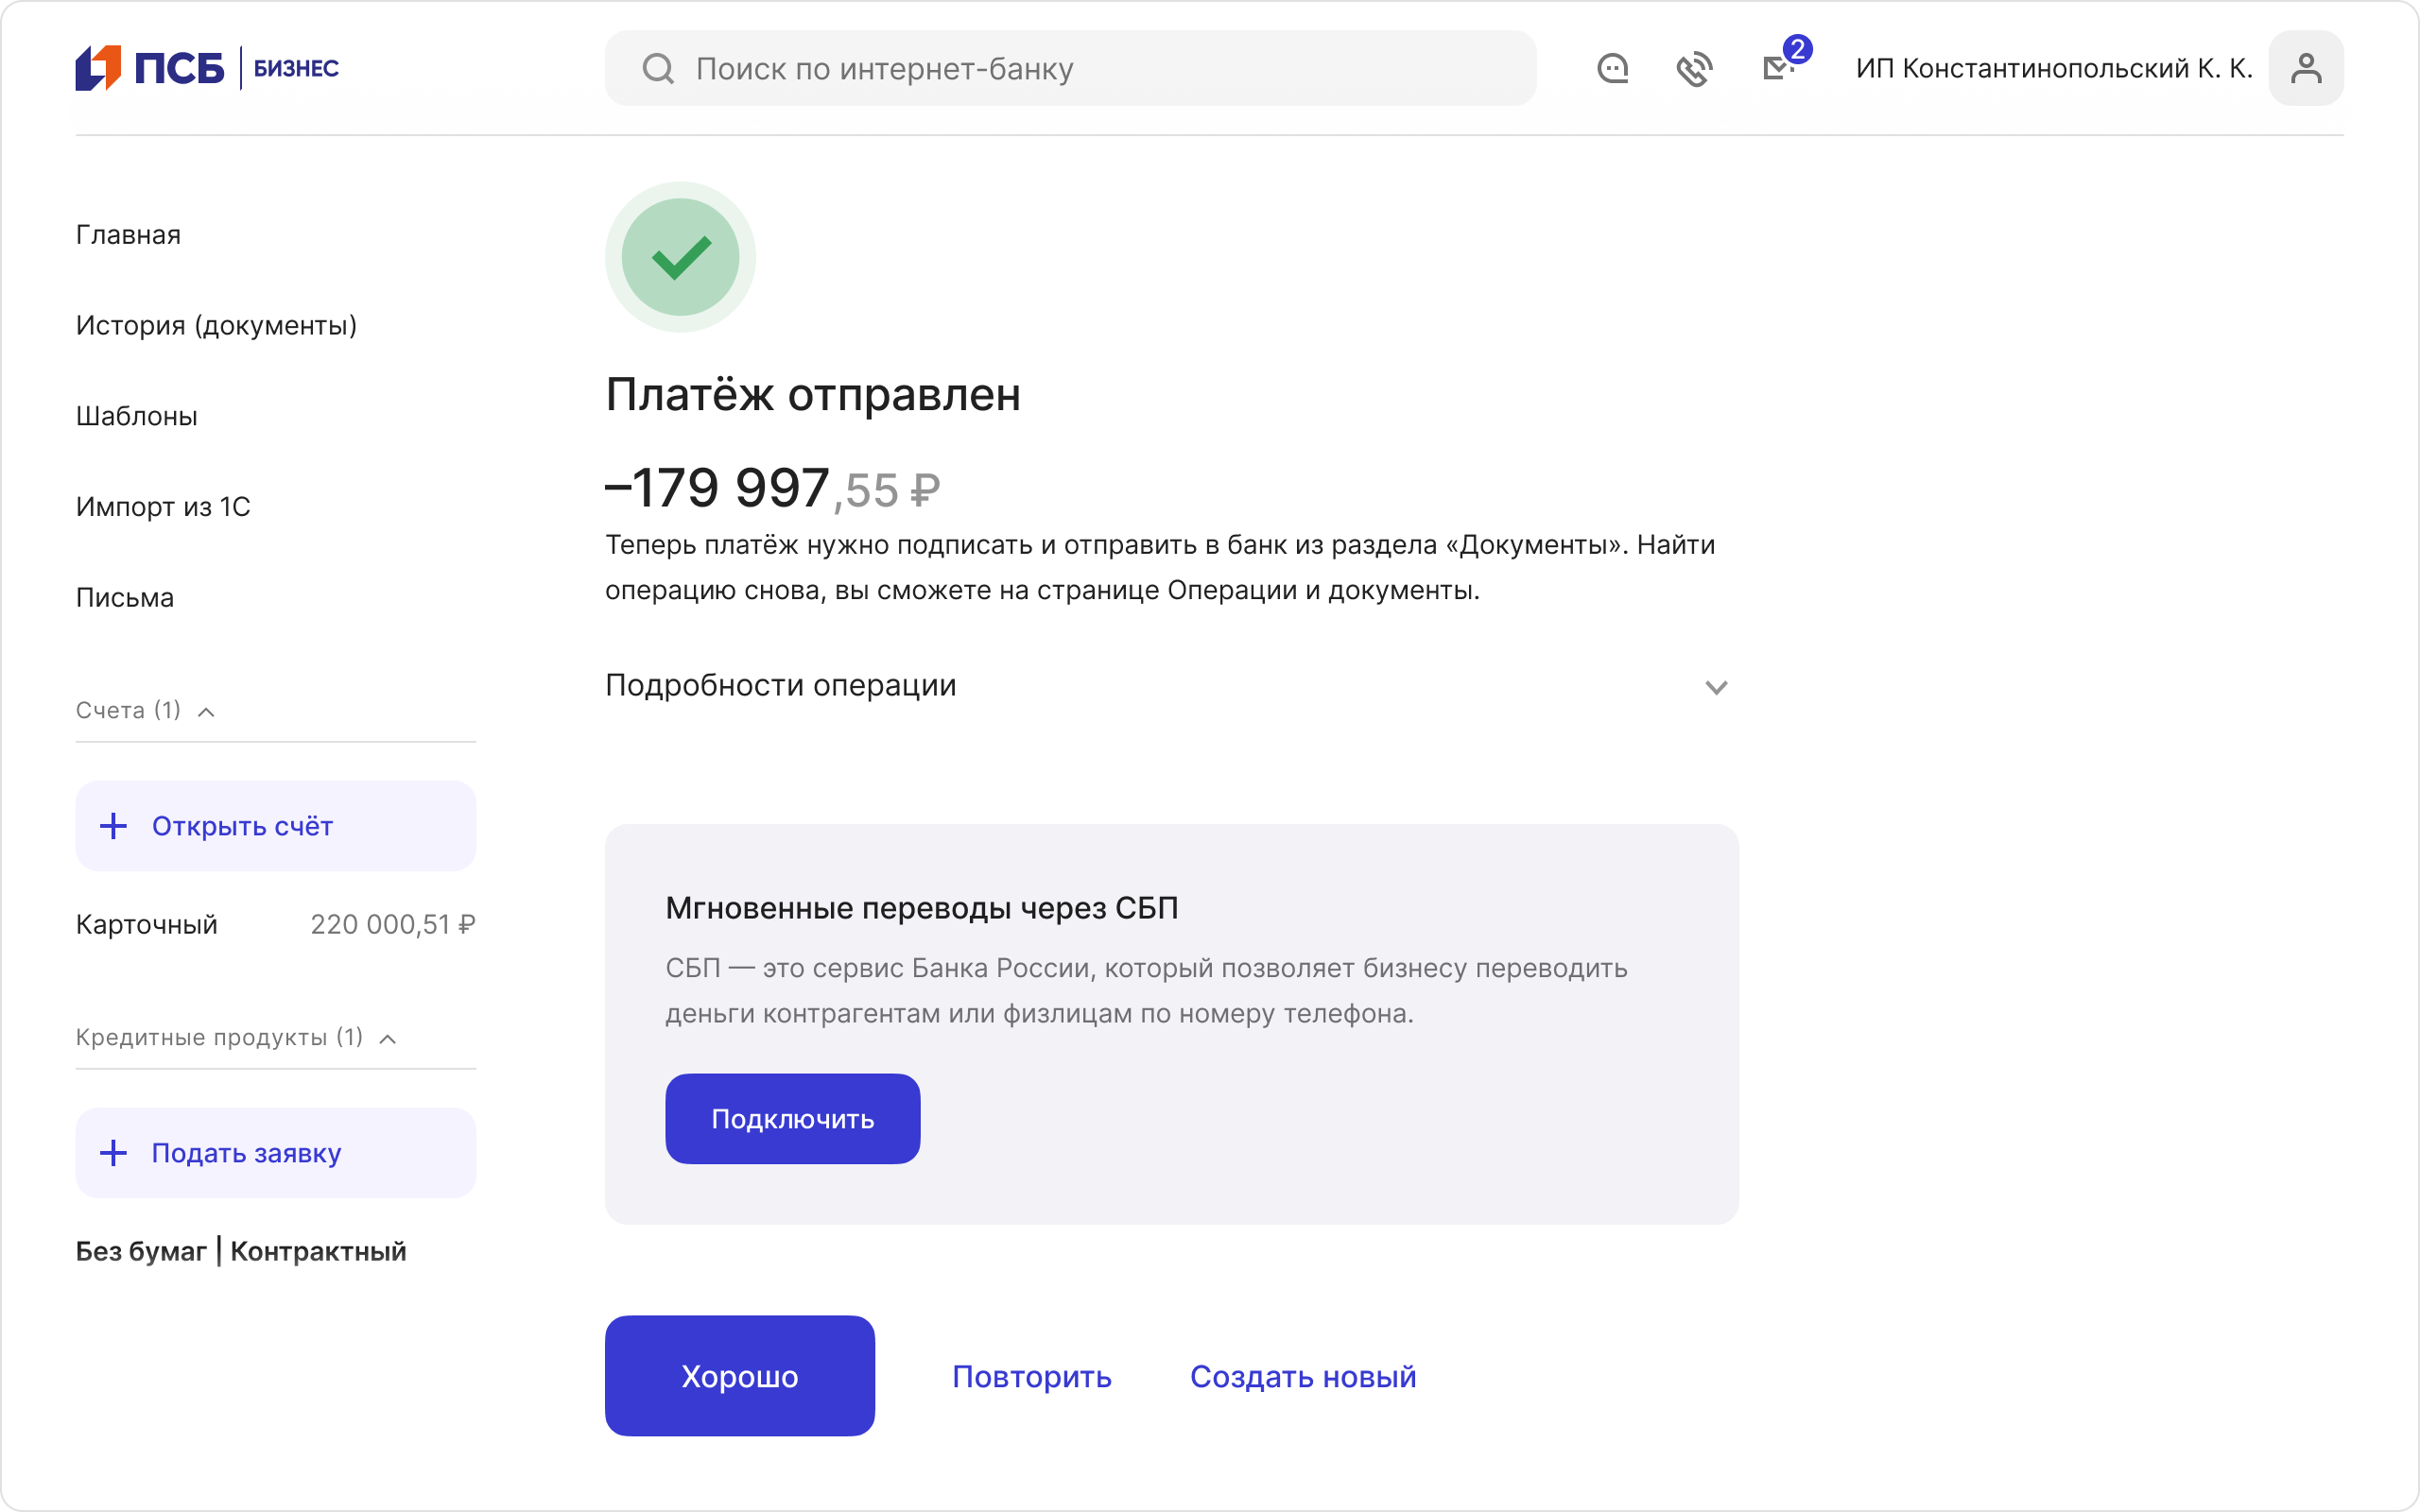 ПСБ БИЗНЕС
Поиск по интернет-банку
2
ИП Константинопольский К. К.
Главная
История (документы)
Шаблоны
Импорт из 1С
Письма
Счета (1)
Открыть счёт
Карточный 220 000,51 ₽
Кредитные продукты (1)
Подать заявку
Без бумаг | Контрактный
Платёж отправлен
–179 997,55 ₽
Теперь платёж нужно подписать и отправить в банк из раздела «Документы». Найти
операцию снова, вы сможете на странице Операции и документы.
Подробности операции
Мгновенные переводы через СБП
СБП — это сервис Банка России, который позволяет бизнесу переводить
деньги контрагентам или физлицам по номеру телефона.
Подключить
Хорошо
Повторить
Создать новый